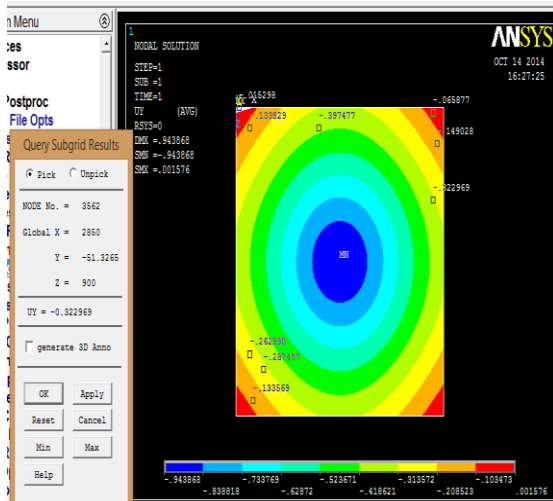 n Menu
ces
ssor
ostproc
File Opts
Query Subgrid Results
Pick
Unpick
NODE No. = 3562
Global X = 2850
Y = -51.3265
Z = 900
UY = -0.322969
generate 3D Anno
OK
Apply
Reset
Cancel
Min
Max
Help
1
NODAL SOLUTION
STEP=1
SUB =1
TIME=1
UY (AVG)
RSYS=0
DMX =.943868
SMN =-.943868
SMX =.001576
ANSYS
OCT 14 2014
16:27:25
X
-.397477
-.065877
-.149028
MN
-.133569
-.943868
-.838818
-.733769
-.62872
-.523671
-.418621
-.313572
-.208523
-.103473
.001576